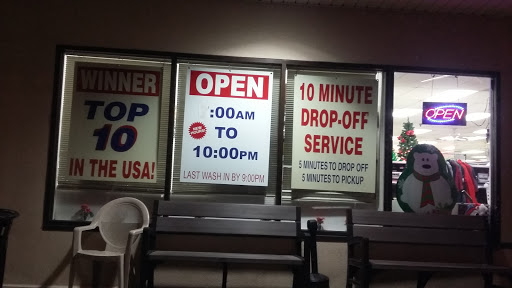 WINNER
TOP
10
IN THE USA!
OPEN
:00AM
TO
10:00PM
LAST WASH IN BY 9:00PM
10 MINUTE
DROP-OFF
SERVICE
5 MINUTES TO DROP OFF
5 MINUTES TO PICKUP
OPEN